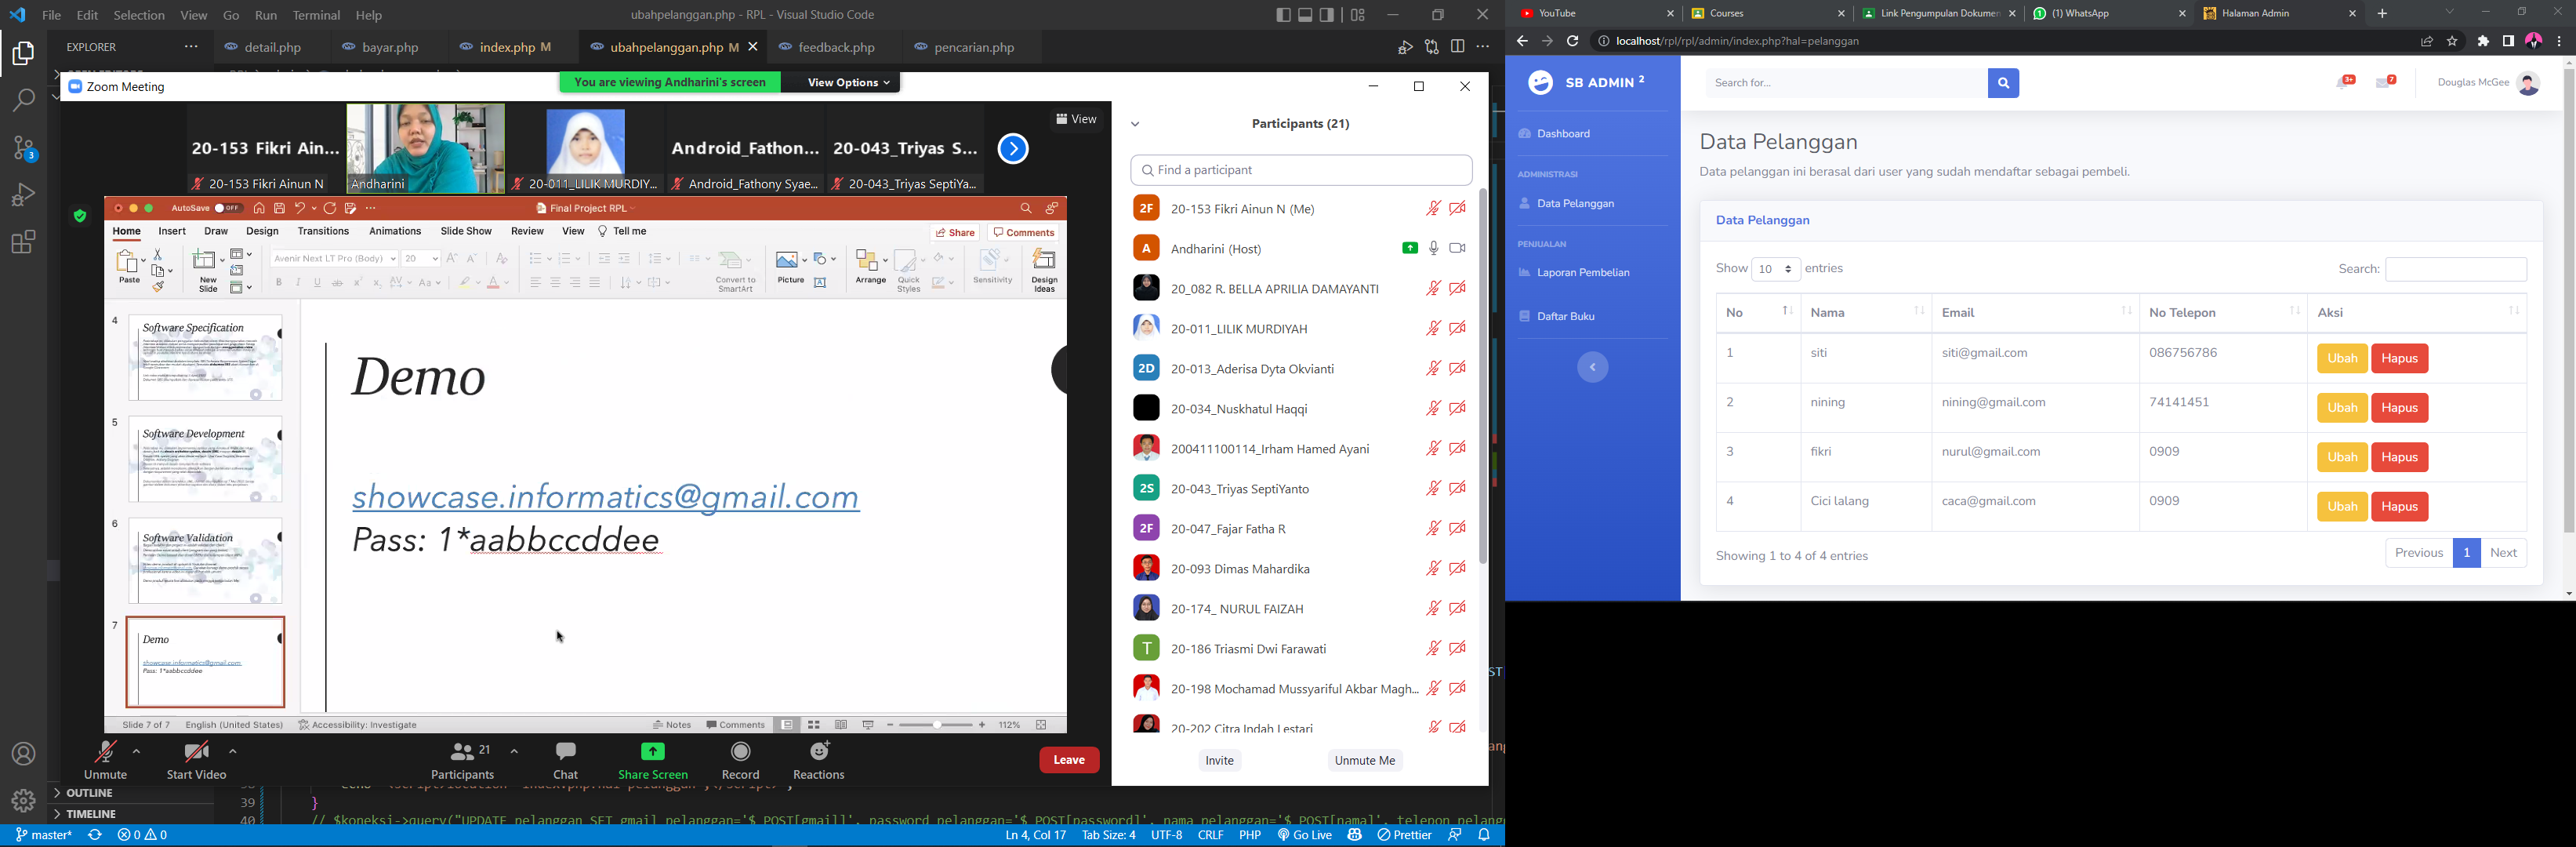 File Edit Selection View Go Run Terminal Help
ubahpelanggan.php - RPL - Visual Studio Code
EXPLORER
detail.php
bayar.php
index.php M
ubahpelanggan.php M
feedback.php
pencarian.php
Zoom Meeting
You are viewing Andharini's screen
View Options
View
20-153 Fikri Ain...
Android_Fathon...
20-043_Triyas S...
20-153 Fikri Ainun N
Andharini
20-011_LILIK MURDIY...
Android_Fathony Syae...
20-043_Triyas SeptiYa...
AutoSave OFF
Final Project RPL
Home Insert Draw Design Transitions Animations Slide Show Review View Tell me
Share
Comments
Avenir Next LT Pro (Body) 20
Paste
New Slide
Convert to SmartArt
Picture
Arrange
Quick Styles
Sensitivity
Design Ideas
4
Software Specification
5
Software Development
6
Software Validation
7
Demo
showcase.informatics@gmail.com
Pass: 1*aabbccddee
Demo
showcase.informatics@gmail.com
Pass: 1*aabbccddee
Slide 7 of 7 English (United States) Accessibility: Investigate
Notes Comments 112%
Unmute
Start Video
Participants 21
Chat
Share Screen
Record
Reactions
Leave
Participants (21)
Find a participant
2F 20-153 Fikri Ainun N (Me)
A Andharini (Host)
20_082 R. BELLA APRILIA DAMAYANTI
20-011_LILIK MURDIYAH
2D 20-013_Aderisa Dyta Okvianti
20-034_Nuskhatul Haqqi
200411100114_Irham Hamed Ayani
2S 20-043_Triyas SeptiYanto
2F 20-047_Fajar Fatha R
20-093 Dimas Mahardika
20-174_ NURUL FAIZAH
T 20-186 Triasmi Dwi Farawati
20-198 Mochamad Mussyariful Akbar Magh...
20-202 Citra Indah Lestari
Invite
Unmute Me
OUTLINE
TIMELINE
39 }
40 // $koneksi->query("UPDATE pelanggan SET gmail_pelanggan='$_POST[gmail]', password_pelanggan='$_POST[password]', nama_pelanggan='$_POST[nama]', telepon_pelang
master* 3 0 0
Ln 4, Col 17 Tab Size: 4 UTF-8 CRLF PHP Go Live Prettier
YouTube
Courses
Link Pengumpulan Dokumen
(1) WhatsApp
Halaman Admin
localhost/rpl/rpl/admin/index.php?hal=pelanggan
SB ADMIN 2
Search for...
3+
7
Douglas McGee
Dashboard
ADMINISTRASI
Data Pelanggan
PENJUALAN
Laporan Pembelian
Daftar Buku
Data Pelanggan
Data pelanggan ini berasal dari user yang sudah mendaftar sebagai pembeli.
Data Pelanggan
Show 10 entries
Search:
No Nama Email No Telepon Aksi
1 siti siti@gmail.com 086756786 Ubah Hapus
2 nining nining@gmail.com 74141451 Ubah Hapus
3 fikri nurul@gmail.com 0909 Ubah Hapus
4 Cici lalang caca@gmail.com 0909 Ubah Hapus
Showing 1 to 4 of 4 entries
Previous 1 Next